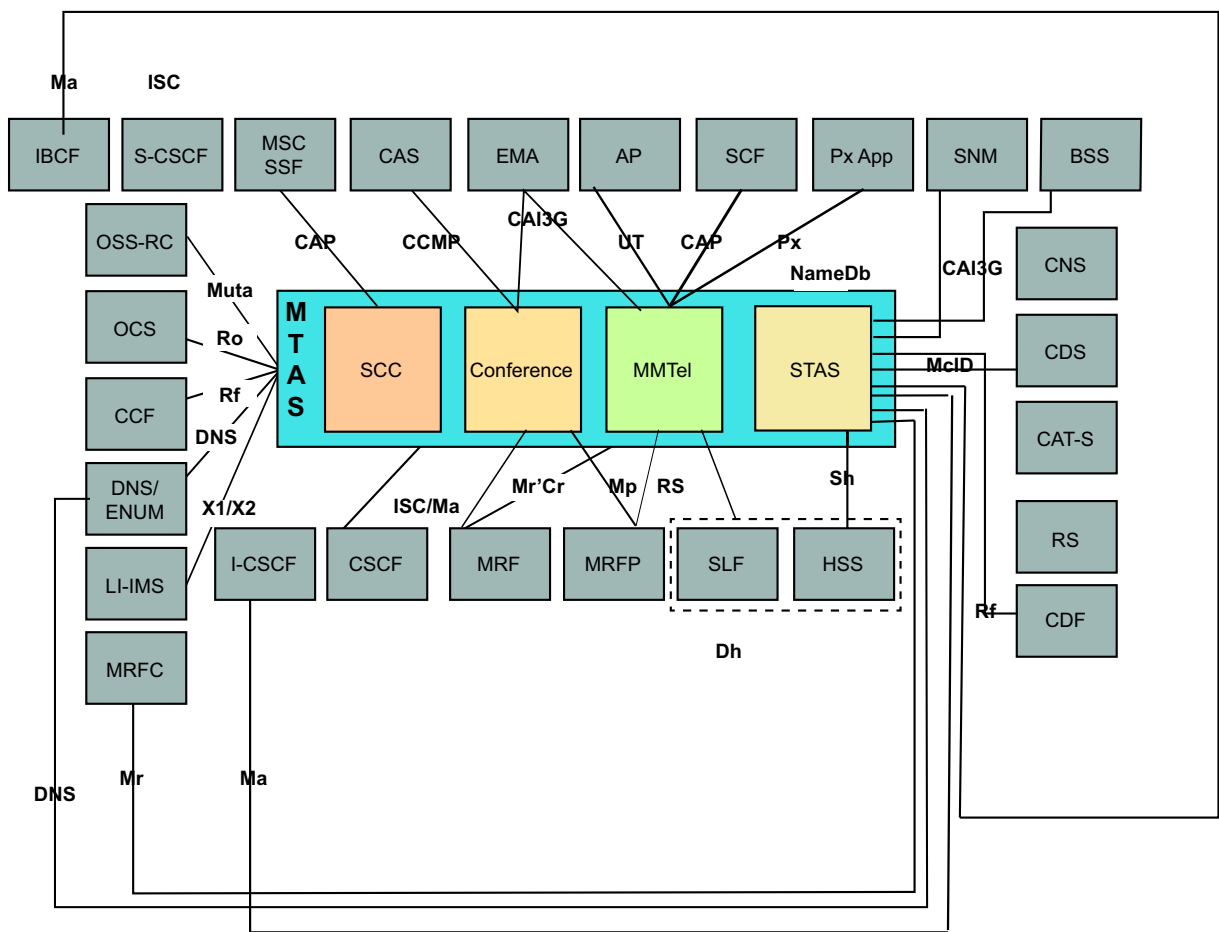 Ma
ISC
IBCF
S-CSCF
MSC
SSF
CAS
EMA
AP
SCF
Px App
SNM
BSS
OSS-RC
CAP
CCMP
CAI3G
UT
CAP
Px
NameDb
CAI3G
CNS
Muta
OCS
Ro
M
T
A
S
SCC
Conference
MMTel
STAS
McID
CDS
CCF
Rf
DNS
CAT-S
DNS/
ENUM
X1/X2
ISC/Ma
Mr’Cr
Mp
RS
Sh
LI-IMS
I-CSCF
CSCF
MRF
MRFP
SLF
HSS
RS
Rf
CDF
MRFC
Dh
DNS
Mr
Ma